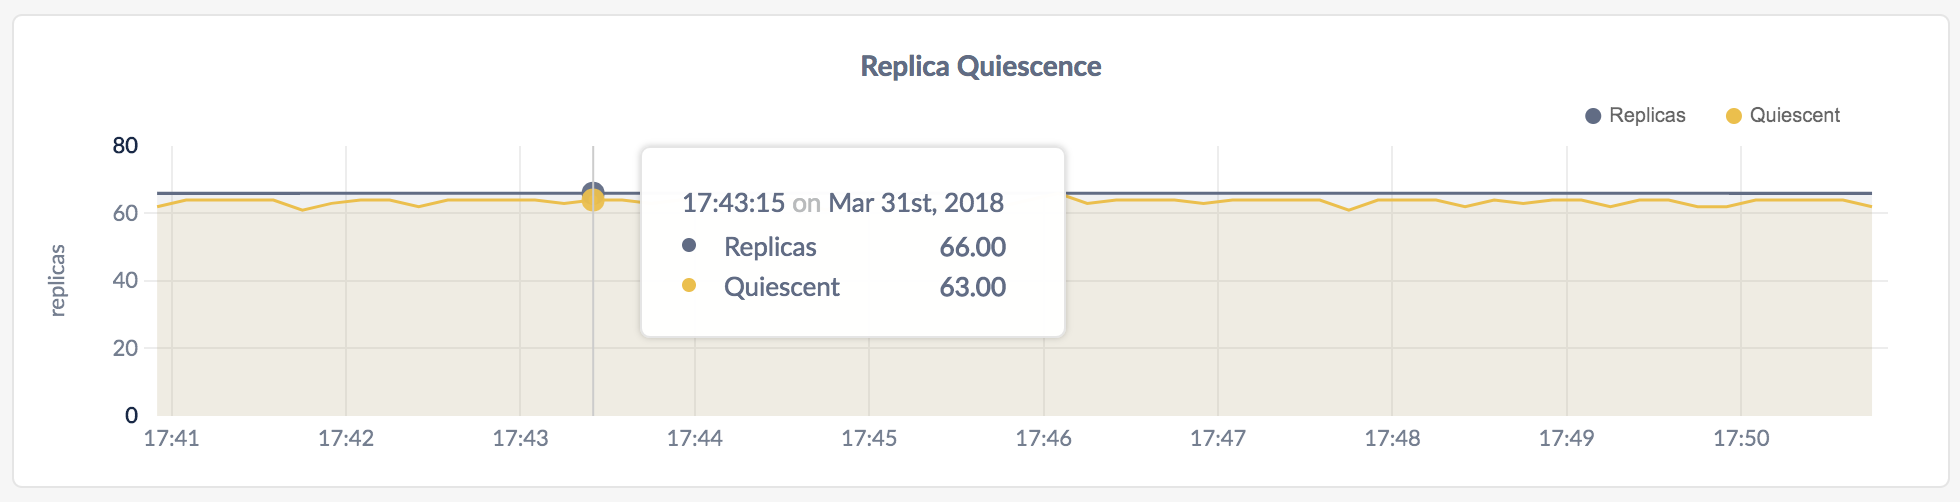 Replica Quiescence
Replicas Quiescent
80
60
40
20
0
replicas
17:43:15 on Mar 31st, 2018
Replicas 66.00
Quiescent 63.00
17:41 17:42 17:43 17:44 17:45 17:46 17:47 17:48 17:49 17:50